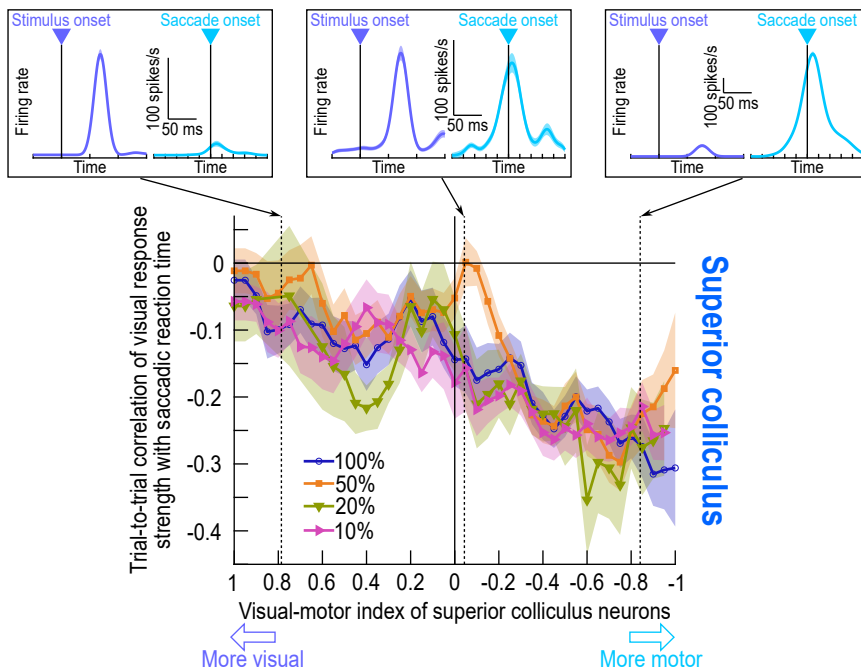 Stimulus onset
Saccade onset
Firing rate
100 spikes/s
50 ms
Time
Time
Stimulus onset
Saccade onset
Firing rate
100 spikes/s
50 ms
Time
Time
Stimulus onset
Saccade onset
Firing rate
100 spikes/s
50 ms
Time
Time
Trial-to-trial correlation of visual response
strength with saccadic reaction time
0
-0.1
-0.2
-0.3
-0.4
100%
50%
20%
10%
1 0.8 0.6 0.4 0.2 0 -0.2 -0.4 -0.6 -0.8 -1
Visual-motor index of superior colliculus neurons
More visual
More motor
Superior colliculus